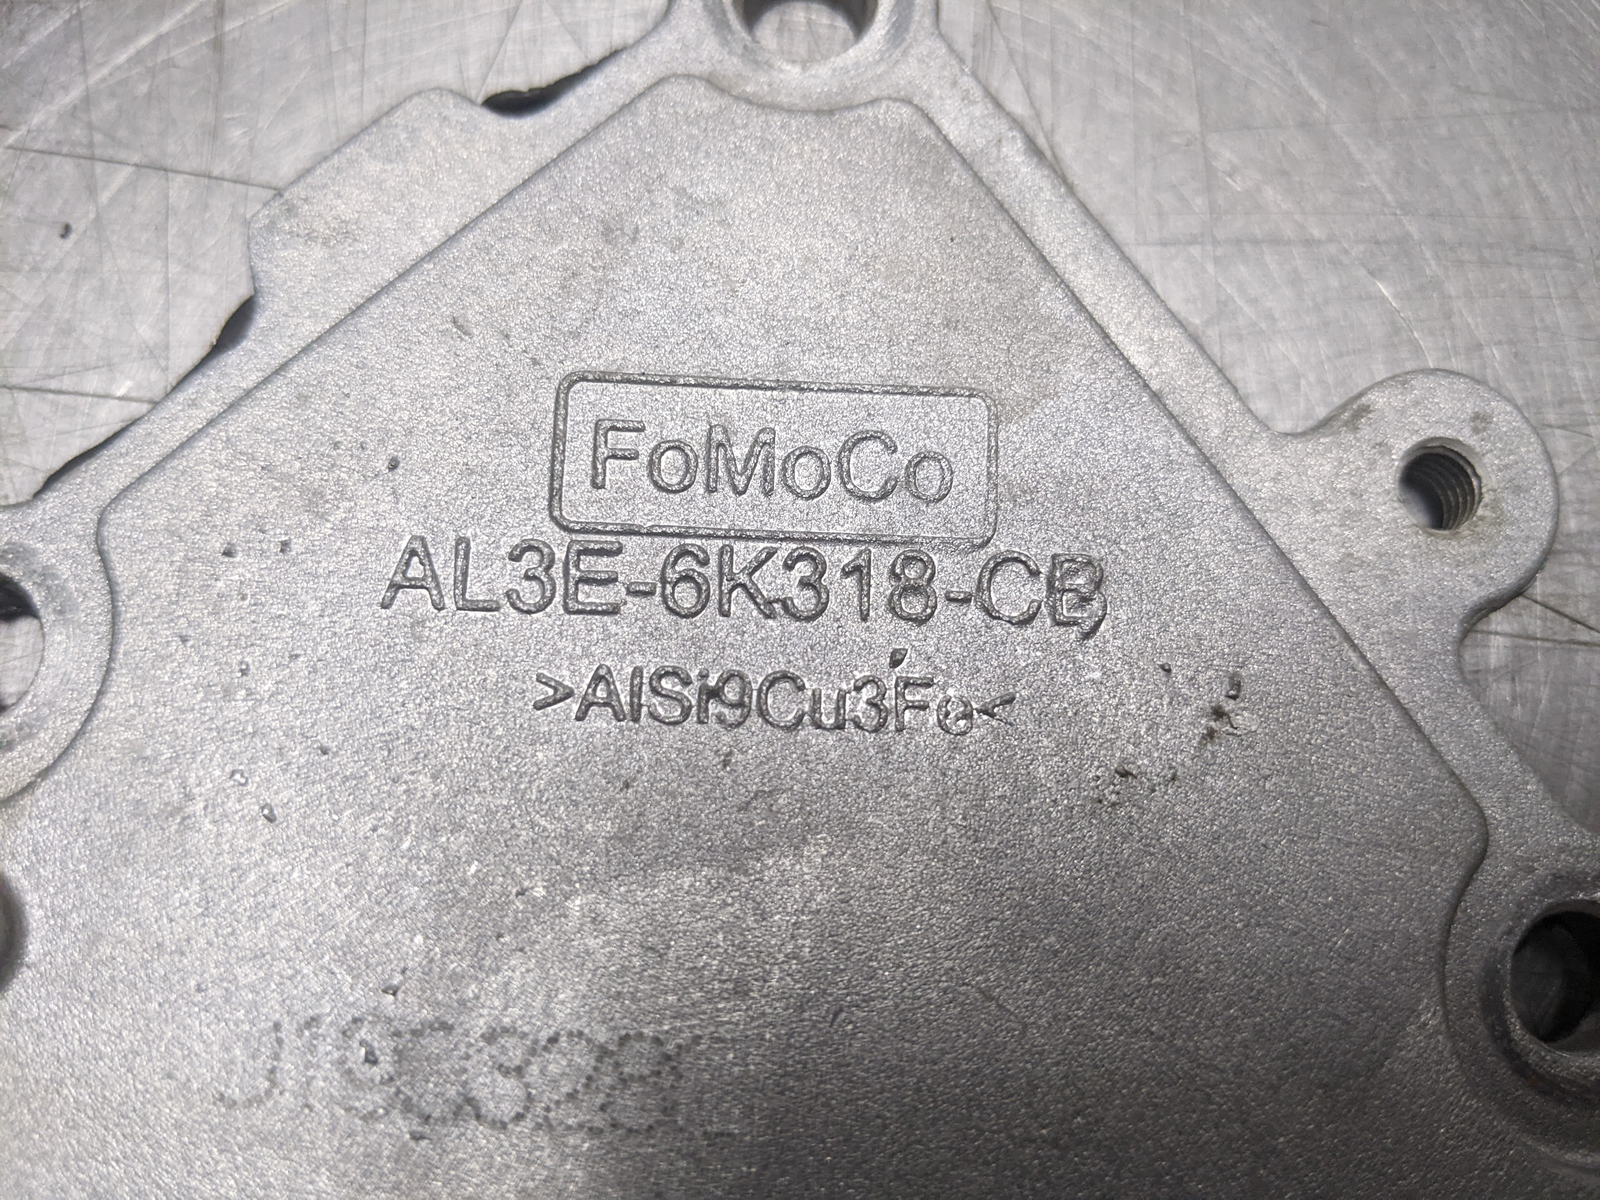 FoMoCo
AL3E-6K318-CB
>AlSi9Cu3Fe<